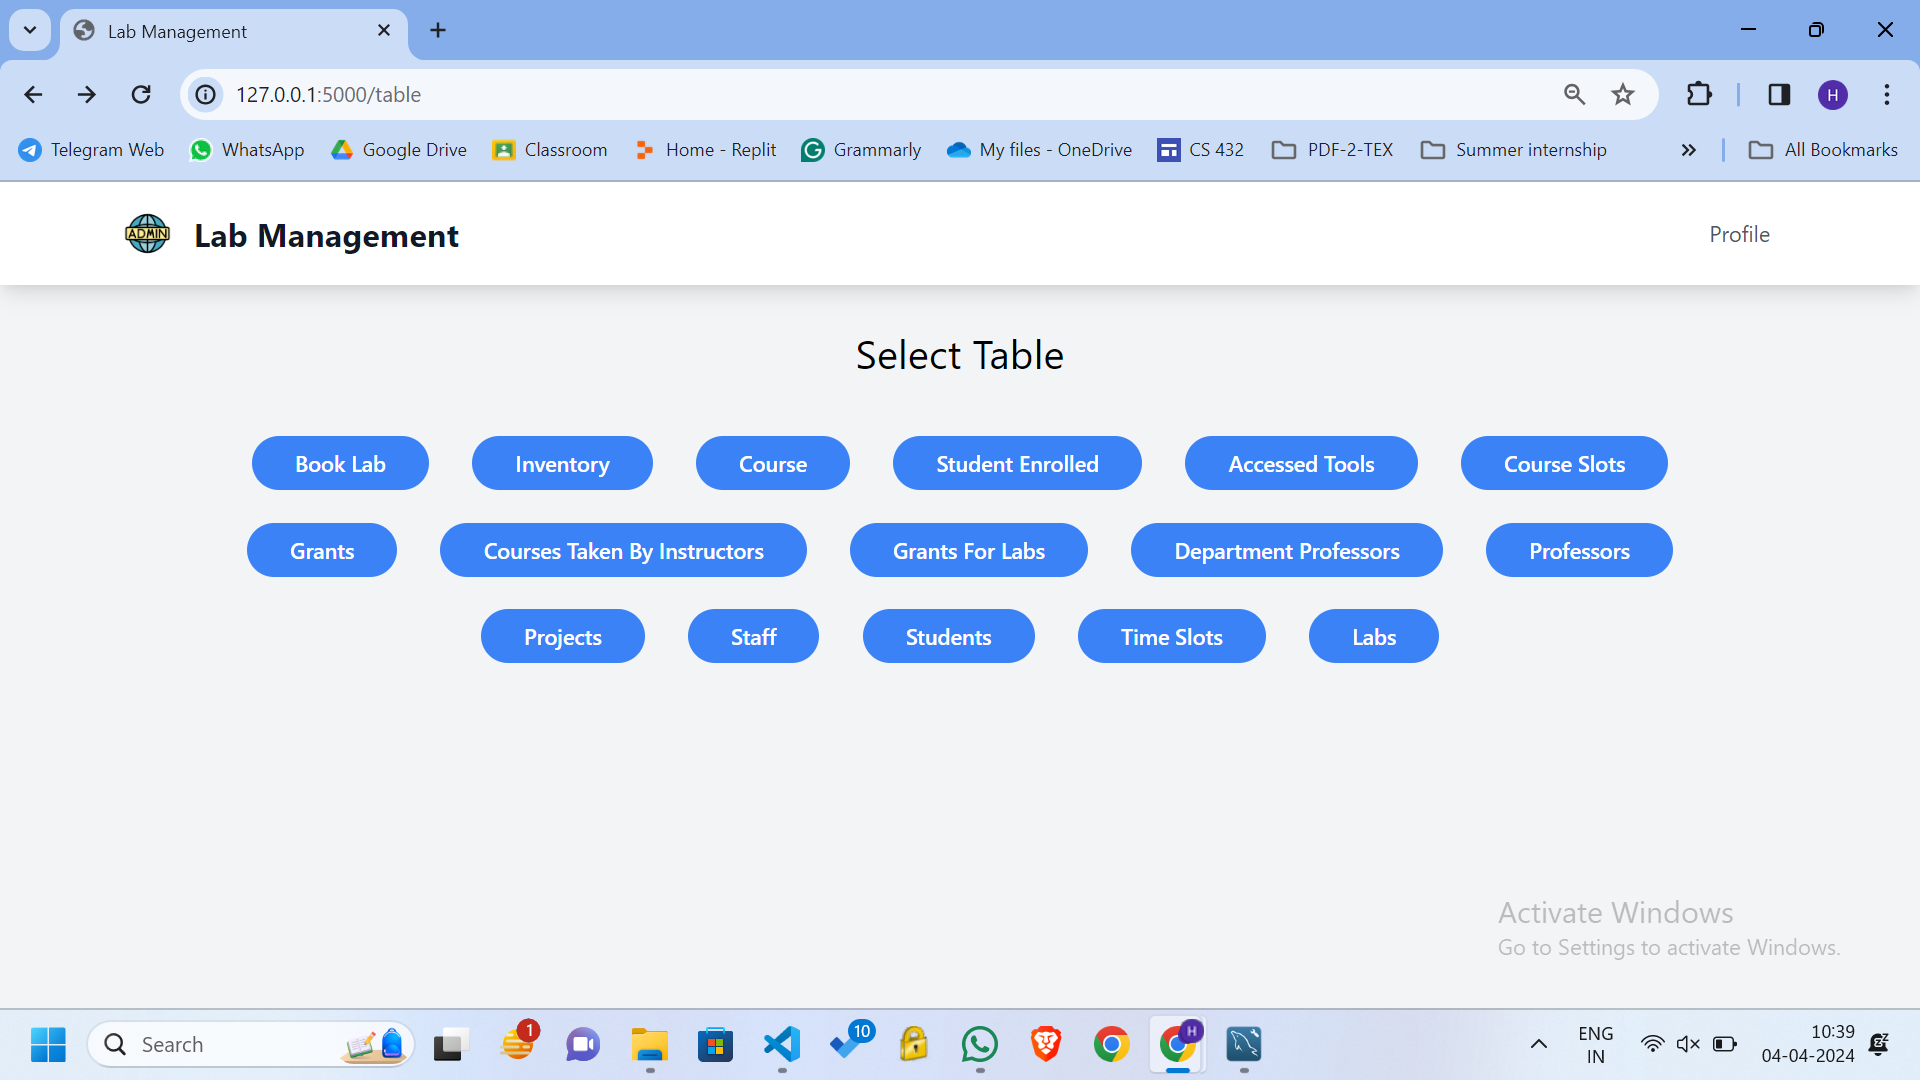 Lab Management
127.0.0.1:5000/table
H
Telegram Web WhatsApp Google Drive Classroom Home - Replit Grammarly My files - OneDrive CS 432 PDF-2-TEX Summer internship All Bookmarks
ADMIN Lab Management Profile
Select Table
Book Lab Inventory Course Student Enrolled Accessed Tools Course Slots
Grants Courses Taken By Instructors Grants For Labs Department Professors Professors
Projects Staff Students Time Slots Labs
Activate Windows
Go to Settings to activate Windows.
Search 1 10 H ENG 10:39
IN 04-04-2024